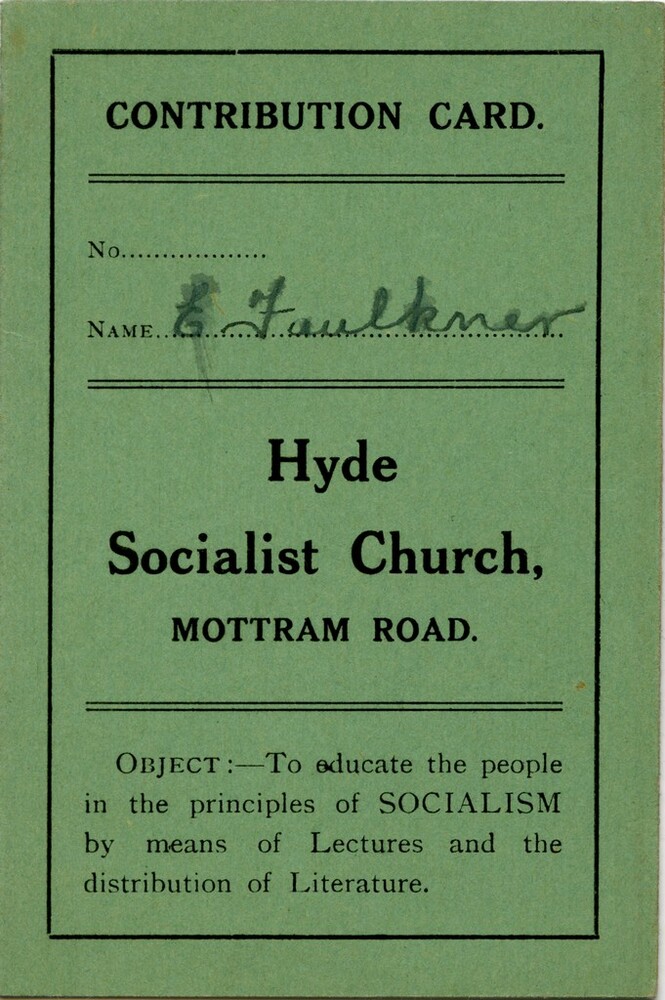 CONTRIBUTION CARD.
No..................
NAME.. E Faulkner
Hyde
Socialist Church,
MOTTRAM ROAD.
OBJECT :—To educate the people
in the principles of SOCIALISM
by means of Lectures and the
distribution of Literature.